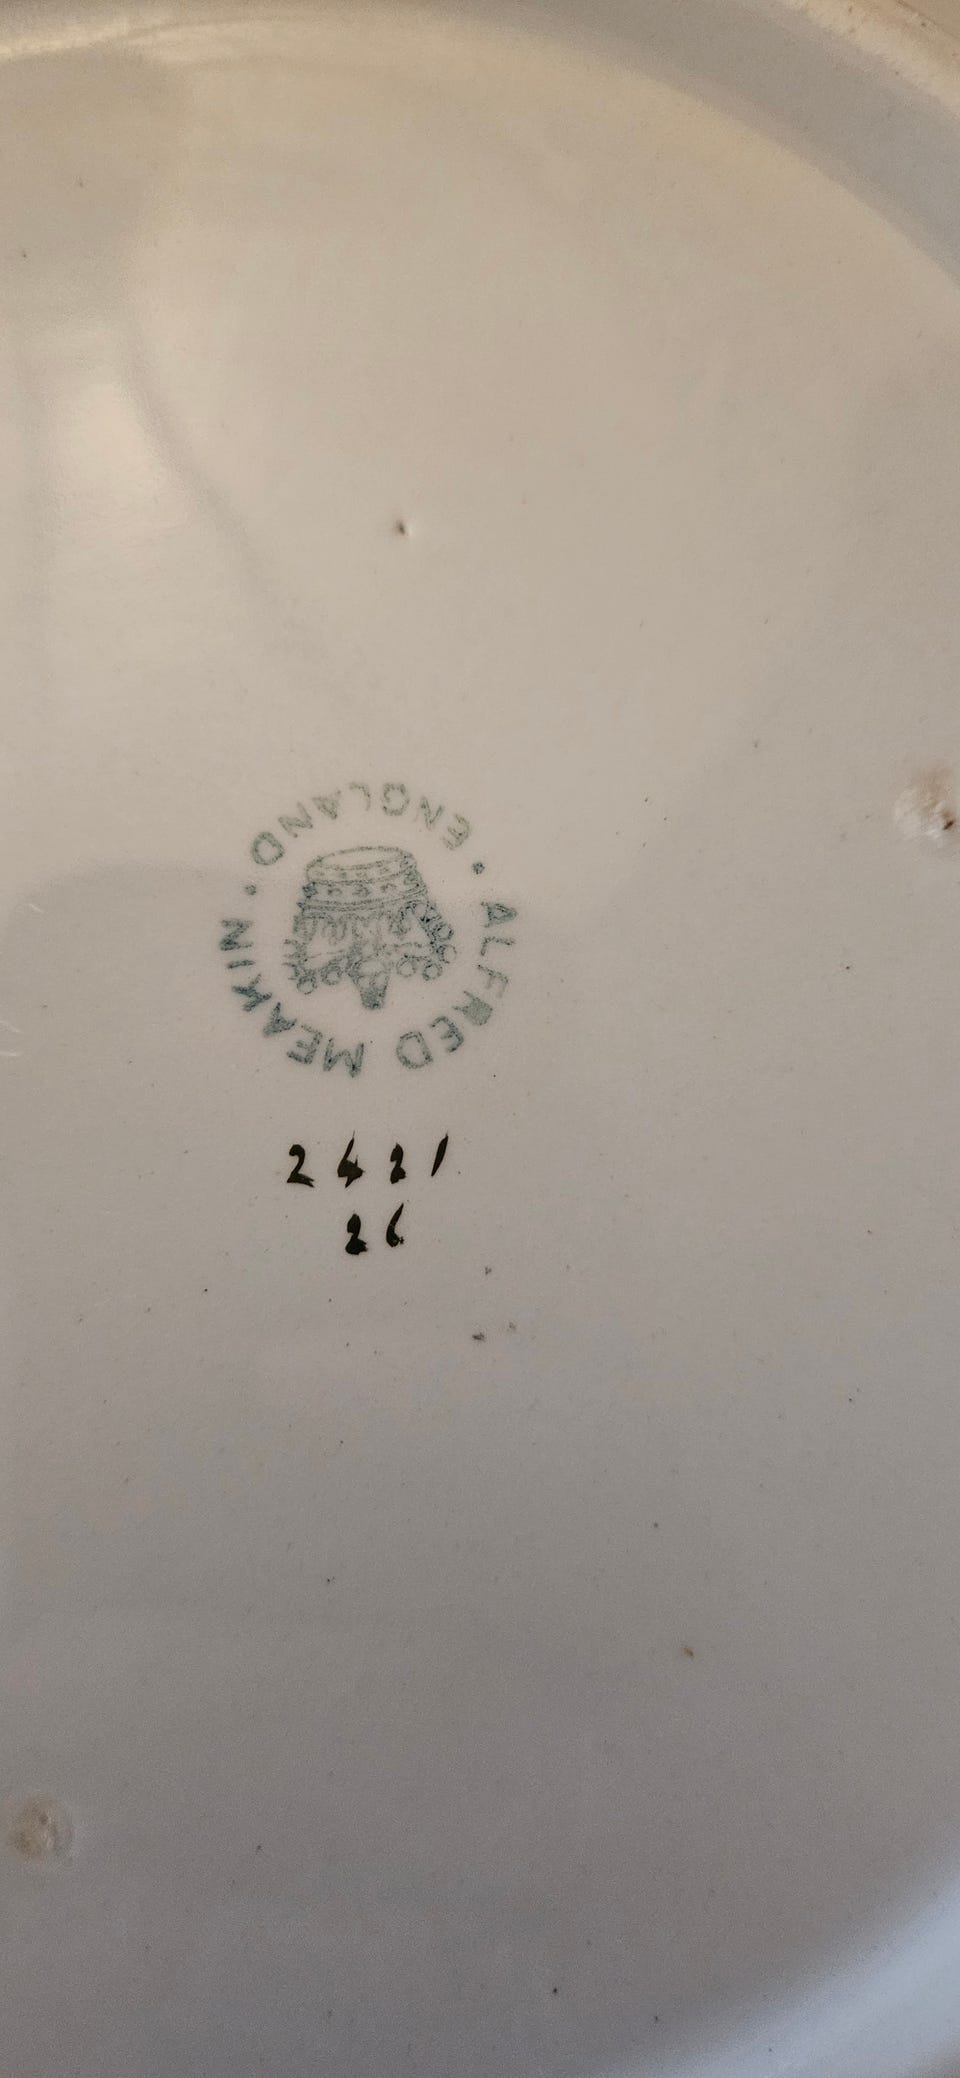 ALFRED MEAKIN
ENGLAND
2421
26